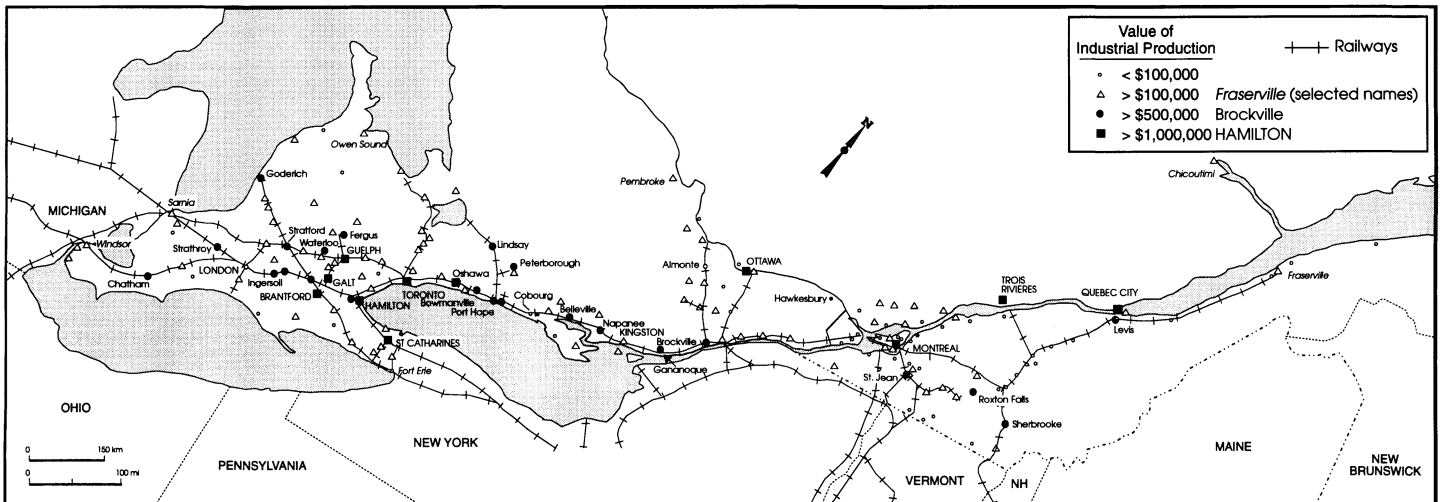 Value of
Industrial Production
Railways
< $100,000
> $100,000 Fraserville (selected names)
> $500,000 Brockville
> $1,000,000 HAMILTON
N
Owen Sound
Goderich
Pembroke
Chicoutimi
Sarnia
MICHIGAN
Windsor
Stratford
Fergus
Waterloo
Strathroy
GUELPH
Lindsay
Peterborough
LONDON
Chatham
Ingersoll
GALT
BRANTFORD
HAMILTON
TORONTO
Oshawa
Bowmanville
Port Hope
Cobourg
Almonte
OTTAWA
Hawkesbury
TROIS
RIVIERES
QUEBEC CITY
Levis
Fraserville
Belleville
Napanee
KINGSTON
Brockville
Gananoque
ST CATHARINES
Fort Erie
MONTREAL
St. Jean
Roxton Falls
Sherbrooke
OHIO
NEW YORK
PENNSYLVANIA
VERMONT
NH
MAINE
NEW
BRUNSWICK
0 150 km
0 100 mi